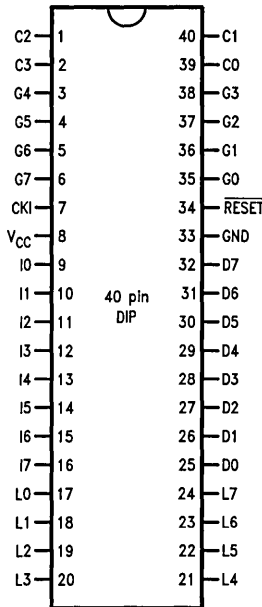 C2 1 40 C1
C3 2 39 C0
G4 3 38 G3
G5 4 37 G2
G6 5 36 G1
G7 6 35 G0
CKI 7 34 RESET
VCC 8 33 GND
I0 9 32 D7
I1 10 31 D6
40 pin
DIP
I2 11 30 D5
I3 12 29 D4
I4 13 28 D3
I5 14 27 D2
I6 15 26 D1
I7 16 25 D0
L0 17 24 L7
L1 18 23 L6
L2 19 22 L5
L3 20 21 L4